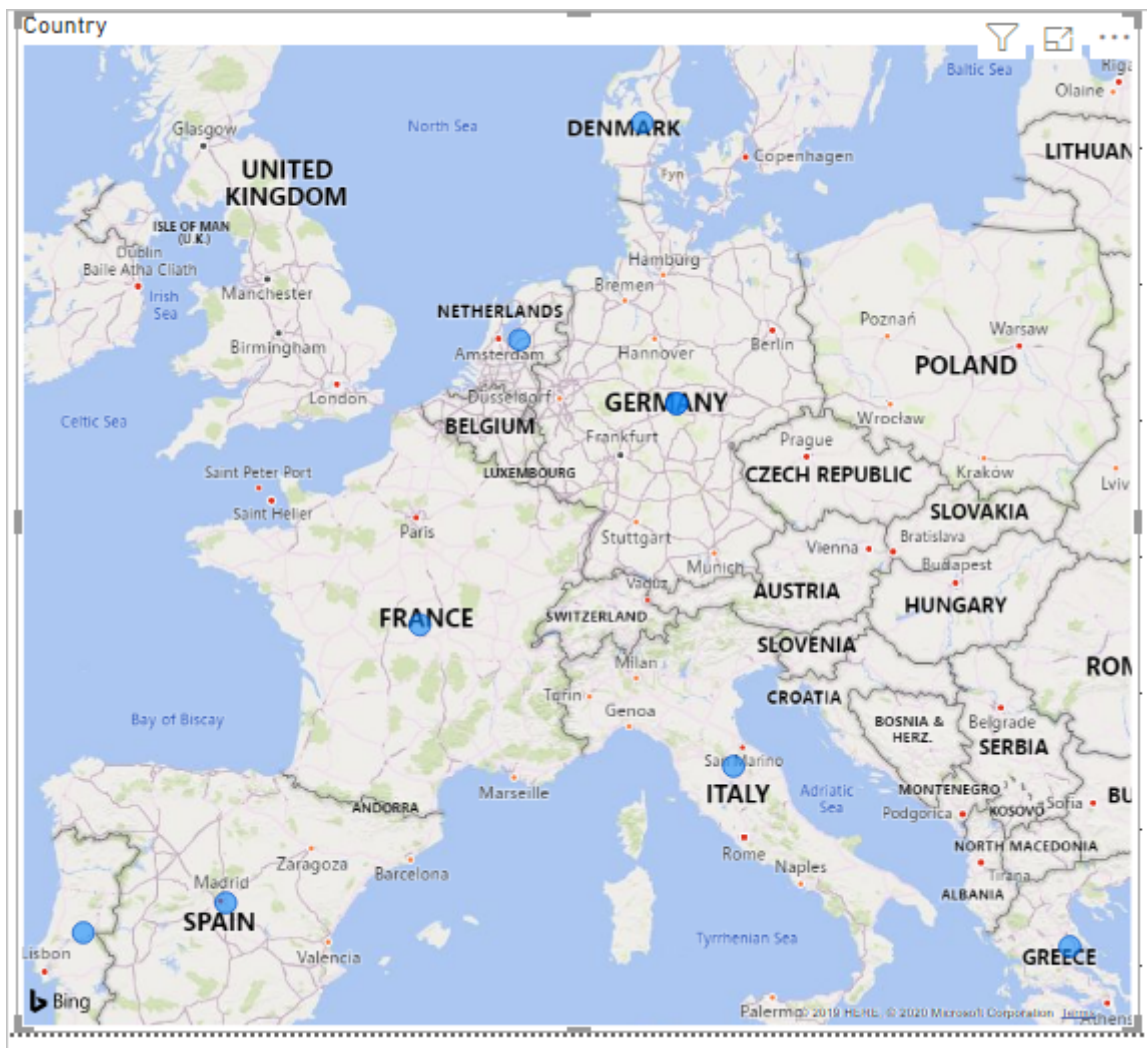 Country
Baltic Sea
Olaine
Glasgow
North Sea
DENMARK
Copenhagen
LITHUAN
UNITED
KINGDOM
Fyn
ISLE OF MAN
(U.K.)
Dublin
Baile Átha Cliath
Irish
Sea
Manchester
Hamburg
Bremen
NETHERLANDS
Amsterdam
Hannover
Berlin
Poznań
Warsaw
Birmingham
POLAND
London
Düsseldorf
GERMANY
Wrocław
Celtic Sea
BELGIUM
Frankfurt
Prague
LUXEMBOURG
CZECH REPUBLIC
Kraków
Lviv
Saint Peter Port
Saint Helier
SLOVAKIA
Paris
Stuttgart
Vienna
Bratislava
Munich
Budapest
Vaduz
AUSTRIA
HUNGARY
FRANCE
SWITZERLAND
SLOVENIA
Milan
ROM
Torin
CROATIA
Genoa
Bay of Biscay
BOSNIA &
HERZ.
Belgrade
SERBIA
San Marino
Marseille
ITALY
Adriatic
Sea
MONTENEGRO
BU
ANDORRA
Podgorica
KOSOVO
Sofia
Zaragoza
Barcelona
Rome
Naples
NORTH MACEDONIA
Tirana
Madrid
ALBANIA
SPAIN
Lisbon
Valencia
Tyrrhenian Sea
GREECE
Bing
Palermo
© 2019 HERE, © 2020 Microsoft Corporation Terms
Athens